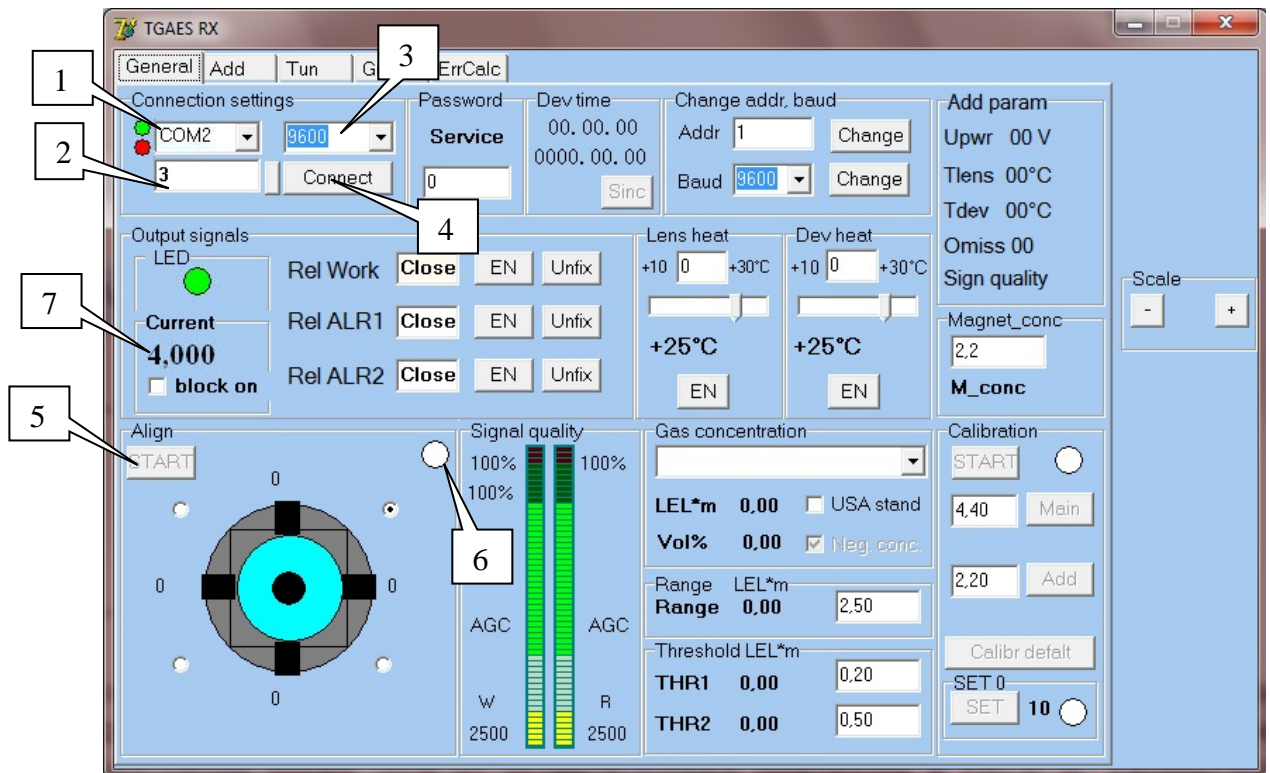 TGAES RX
General Add Tun G ErrCalc
1
2
3
4
5
6
7
Connection settings
COM2 9600
3 Connect
Password
Service
0
Dev time
00. 00. 00
0000. 00. 00
Sinc
Change addr, baud
Addr 1 Change
Baud 9600 Change
Add param
Upwr 00 V
Tlens 00°C
Tdev 00°C
Omiss 00
Sign quality
Output signals
LED
Current
4,000
block on
Rel Work Close EN Unfix
Rel ALR1 Close EN Unfix
Rel ALR2 Close EN Unfix
Lens heat
+10 0 +30°C
+25°C
EN
Dev heat
+10 0 +30°C
+25°C
EN
Magnet_conc
2,2
M_conc
Scale
- +
Align
START
0
0 0
0
Signal quality
100% 100%
100%
AGC AGC
W R
2500 2500
Gas concentration
LEL*m 0,00 USA stand
Vol% 0,00 Neg. conc.
Range LEL*m
Range 0,00 2,50
Threshold LEL*m
THR1 0,00 0,20
THR2 0,00 0,50
Calibration
START
4,40 Main
2,20 Add
Calibr defalt
SET 0
SET 10